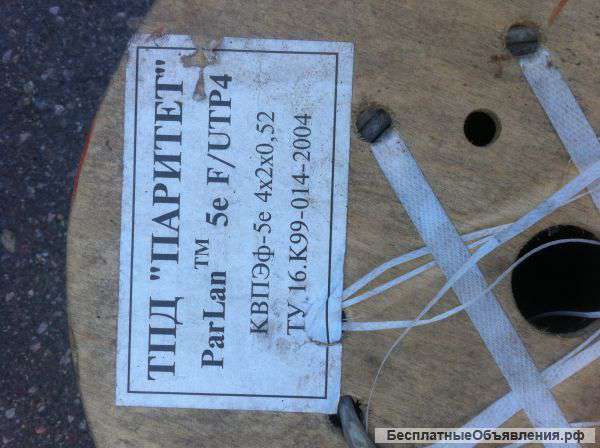 ТПД "ПАРИТЕТ"
ParLan™ 5e F/UTP4
КВПЭф-5е 4х2х0,52
ТУ 16.К99-014-2004
БесплатныеОбъявления.рф